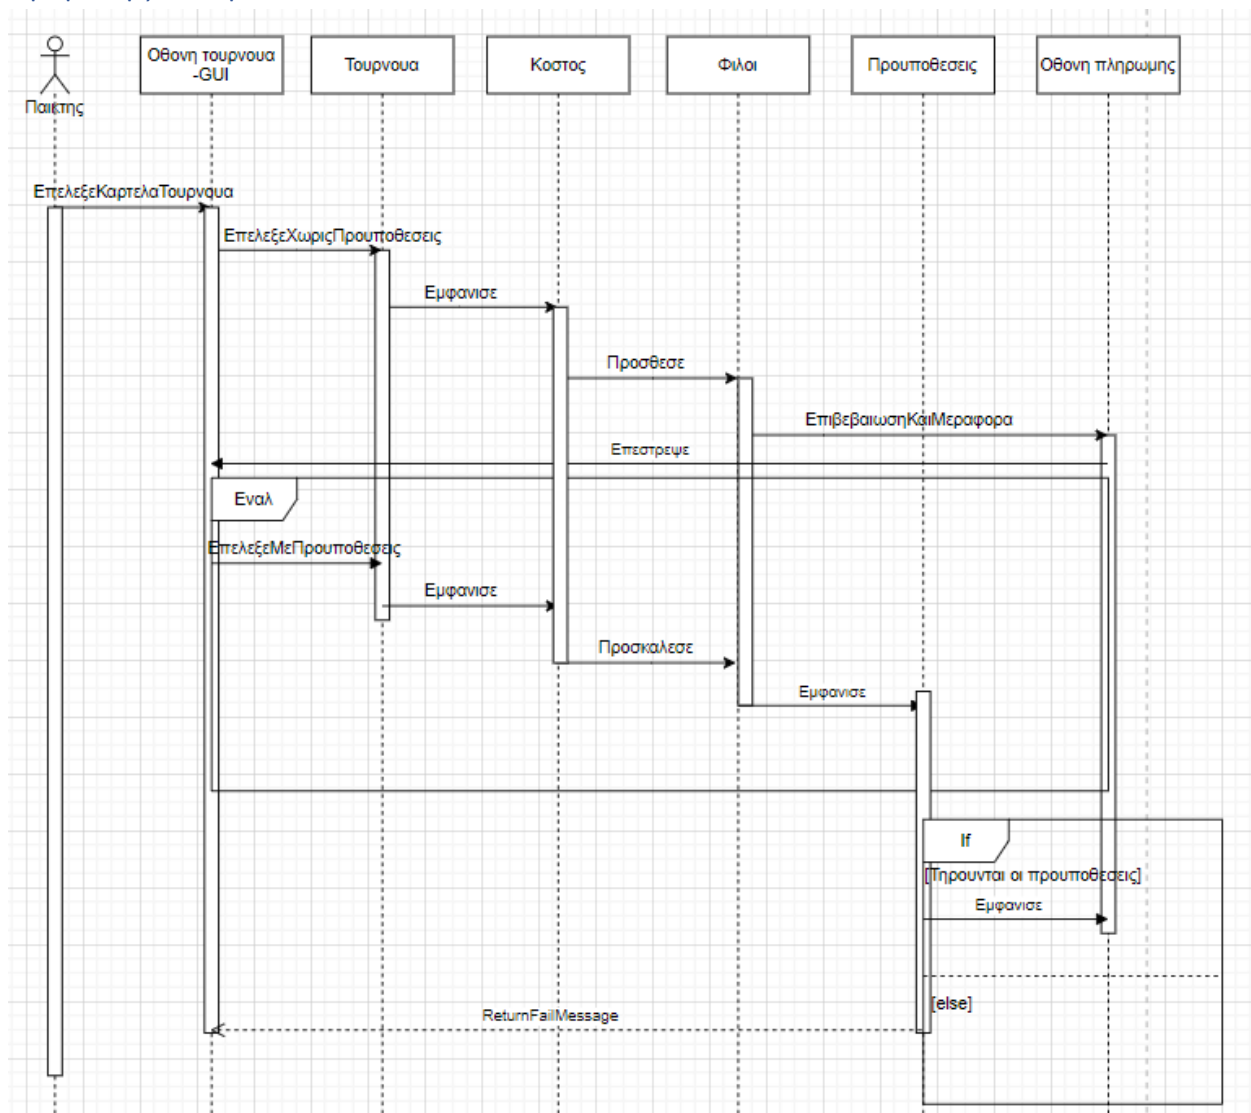 Οθονη τουρνουα
-GUI
Τουρνουα
Κοστος
Φιλοι
Προυποθεσεις
Οθονη πληρωμης
Παικτης
ΕπελεξεΚαρτελαΤουρνουα
ΕπελεξεΧωριςΠρουποθεσεις
Εμφανισε
Προσθεσε
ΕπιβεβαιωσηΚαιΜεραφορα
Επεστρεψε
Εναλ
ΕπελεξεΜεΠρουποθεσεις
Εμφανισε
Προσκαλεσε
Εμφανισε
If
[Τηρουνται οι προυποθεσεις]
Εμφανισε
[else]
ReturnFailMessage